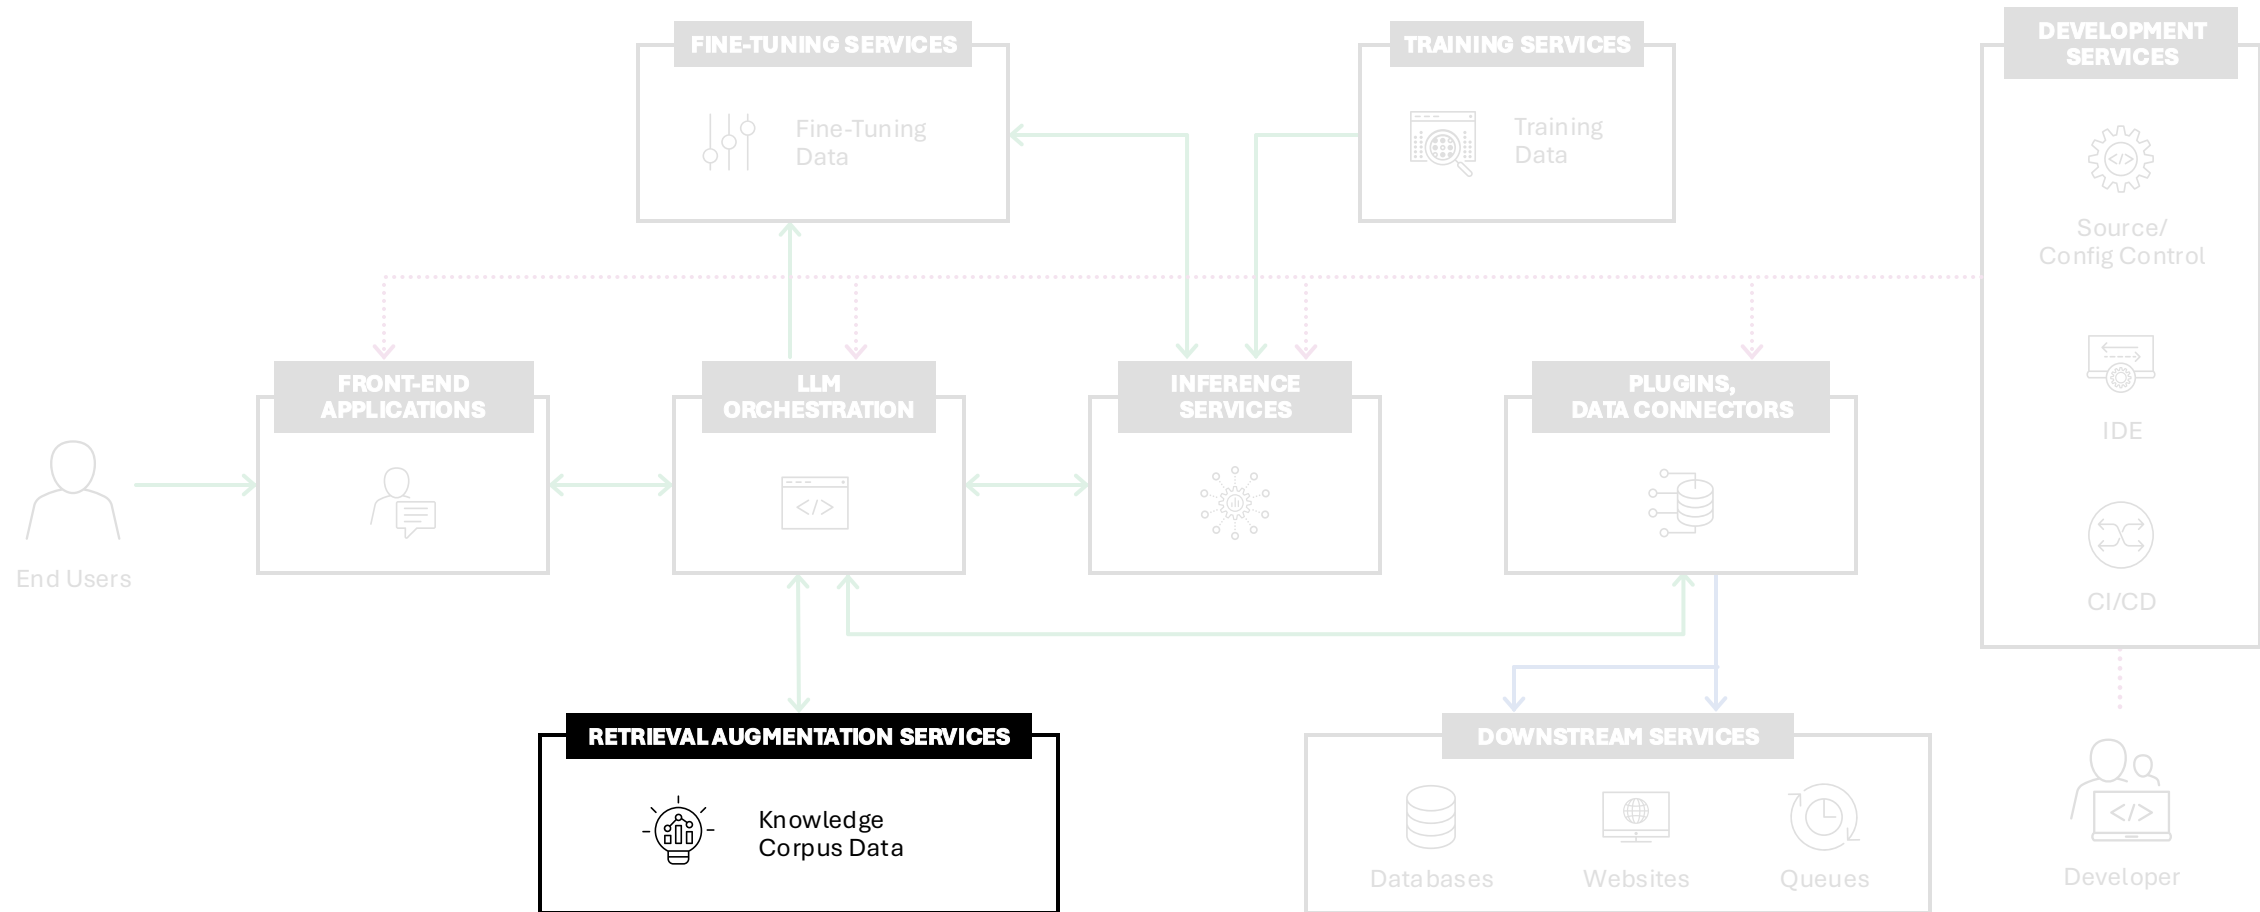 FINE-TUNING SERVICES
Fine-Tuning
Data
TRAINING SERVICES
Training
Data
DEVELOPMENT
SERVICES
Source/
Config Control
IDE
CI/CD
FRONT-END
APPLICATIONS
LLM
ORCHESTRATION
INFERENCE
SERVICES
PLUGINS,
DATA CONNECTORS
End Users
RETRIEVAL AUGMENTATION SERVICES
Knowledge
Corpus Data
DOWNSTREAM SERVICES
Databases
Websites
Queues
Developer